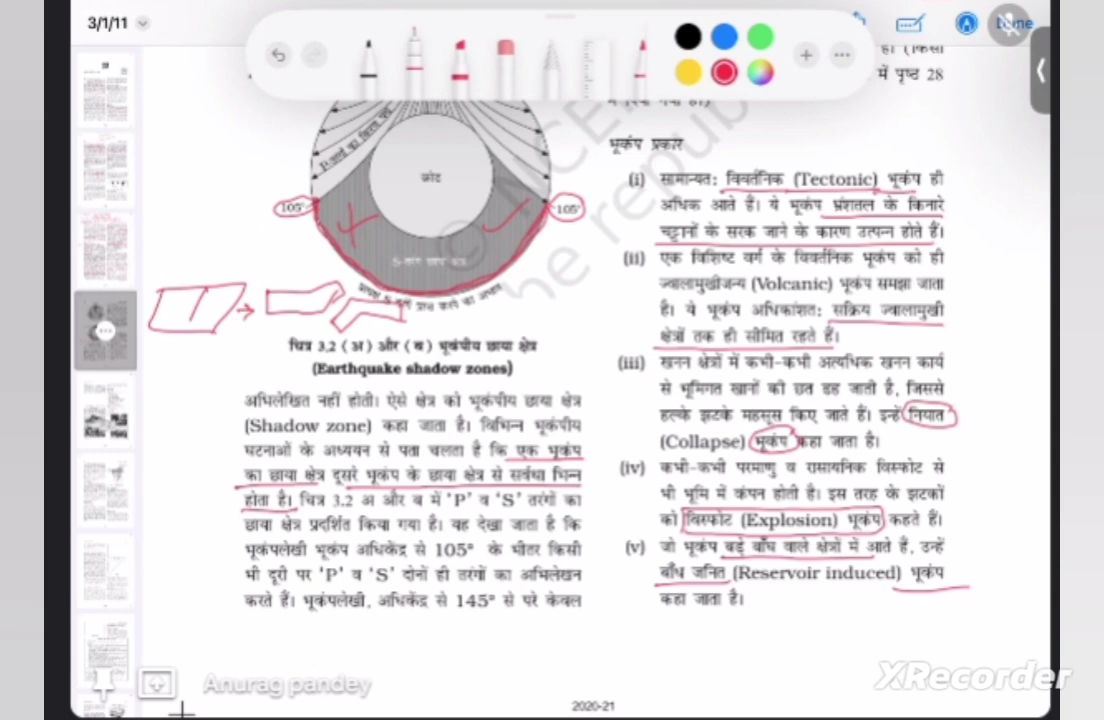 3/1/11
Done
है। (किसी
में पृष्ठ 28
P-तरंगों का
क्रोड
105°
105°
S-तरंग छाया क्षेत्र
चित्र 3.2 (अ) और (ब) भूकंपीय छाया क्षेत्र
(Earthquake shadow zones)
अभिलेखित नहीं होती। ऐसे क्षेत्र को भूकंपीय छाया क्षेत्र
(Shadow zone) कहा जाता है। विभिन्न भूकंपीय
घटनाओं के अध्ययन से पता चलता है कि एक भूकंप
का छाया क्षेत्र दूसरे भूकंप के छाया क्षेत्र से सर्वथा भिन्न
होता है। चित्र 3.2 अ और ब में 'P' व 'S' तरंगों का
छाया क्षेत्र प्रदर्शित किया गया है। यह देखा जाता है कि
भूकंपलेखी भूकंप अधिकेंद्र से 105° के भीतर किसी
भी दूरी पर 'P' व 'S' दोनों ही तरंगों का अभिलेखन
करते हैं। भूकंपलेखी, अधिकेंद्र से 145° से परे केवल
भूकंप प्रकार
(i) सामान्यत: विवर्तनिक (Tectonic) भूकंप ही
अधिक आते हैं। ये भूकंप भ्रंशतल के किनारे
चट्टानों के सरक जाने के कारण उत्पन्न होते हैं।
(ii) एक विशिष्ट वर्ग के विवर्तनिक भूकंप को ही
ज्वालामुखीजन्य (Volcanic) भूकंप समझा जाता
है। ये भूकंप अधिकांशत: सक्रिय ज्वालामुखी
क्षेत्रों तक ही सीमित रहते हैं।
(iii) खनन क्षेत्रों में कभी-कभी अत्यधिक खनन कार्य
से भूमिगत खानों की छत ढह जाती है, जिससे
हल्के झटके महसूस किए जाते हैं। इन्हें नियात
(Collapse) भूकंप कहा जाता है।
(iv) कभी-कभी परमाणु व रासायनिक विस्फोट से
भी भूमि में कंपन होती है। इस तरह के झटकों
को विस्फोट (Explosion) भूकंप कहते हैं।
(v) जो भूकंप बड़े बाँध वाले क्षेत्रों में आते हैं, उन्हें
बाँध जनित (Reservoir induced) भूकंप
कहा जाता है।
Anurag pandey
XRecorder
2020-21